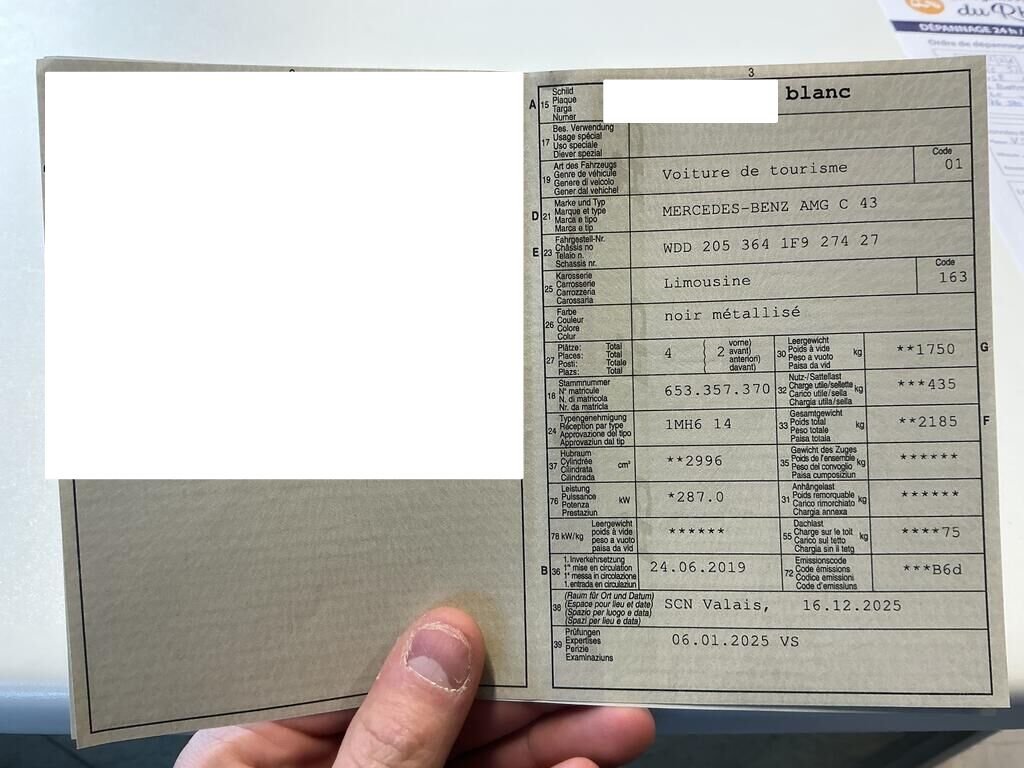 du Rh
DÉPANNAGE 24 h /
Ordre de dépannage
3
A 15 Schild
Plaque
Targa
Numer
blanc
17 Bes. Verwendung
Usage spécial
Uso speciale
Diever spezial
19 Art des Fahrzeugs
Genre de véhicule
Genere di veicolo
Gener dal vehichel
Voiture de tourisme
Code
01
D 21 Marke und Typ
Marque et type
Marca e tipo
Marca e tip
MERCEDES-BENZ AMG C 43
E 23 Fahrgestell-Nr.
Châssis no
Telaio n.
Schassis nr.
WDD 205 364 1F9 274 27
25 Karosserie
Carrosserie
Carrozzeria
Carossaria
Limousine
Code
163
26 Farbe
Couleur
Colore
Colur
noir métallisé
27 Plätze: Total
Places: Total
Posti: Totale
Plazs: Total
4 2 vorne)
avant)
anteriori)
davant)
30 Leergewicht
Poids à vide
Peso a vuoto
Paisa da vid
kg **1750 G
18 Stammnummer
N° matricule
N. di matricola
Nr. da matricla
653.357.370
32 Nutz-/Sattellast
Charge utile/sellette
Carico utile/sella
Chargia utila/sella
kg ***435
24 Typengenehmigung
Réception par type
Approvazione del tipo
Approvaziun dal tip
1MH6 14
33 Gesamtgewicht
Poids total
Peso totale
Paisa totala
kg **2185 F
37 Hubraum
Cylindrée
Cilindrata
Cilindrada
cm³ **2996
35 Gewicht des Zuges
Poids de l'ensemble
Peso del convoglio
Paisa cumposiziun
kg ******
76 Leistung
Puissance
Potenza
Prestaziun
kW *287.0
31 Anhängelast
Poids remorquable
Carico rimorchiato
Chargia annexa
kg ******
78 kW/kg Leergewicht
poids à vide
peso a vuoto
paisa da vid
******
55 Dachlast
Charge sur le toit
Carico sul tetto
Chargia sin il tetg
kg ****75
B 36 1. Inverkehrsetzung
1re mise en circulation
1a messa in circolazione
1. entrada en circulaziun
24.06.2019
72 Emissionscode
Code émissions
Codice emissioni
Code d'emissiuns
***B6d
38 (Raum für Ort und Datum)
(Espace pour lieu et date)
(Spazio per luogo e data)
(Spazi per lieu e data)
SCN Valais, 16.12.2025
39 Prüfungen
Expertises
Perizie
Examinaziuns
06.01.2025 VS